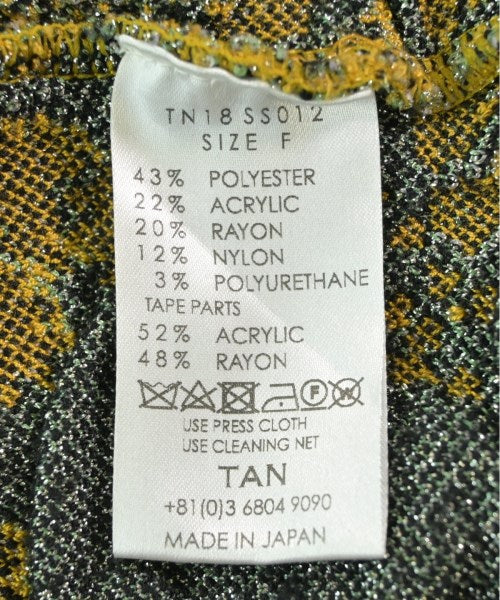 TN18SS012
SIZE F
43% POLYESTER
22% ACRYLIC
20% RAYON
12% NYLON
3% POLYURETHANE
TAPE PARTS
52% ACRYLIC
48% RAYON
F W
USE PRESS CLOTH
USE CLEANING NET
TAN
+81(0)3 6804 9090
MADE IN JAPAN